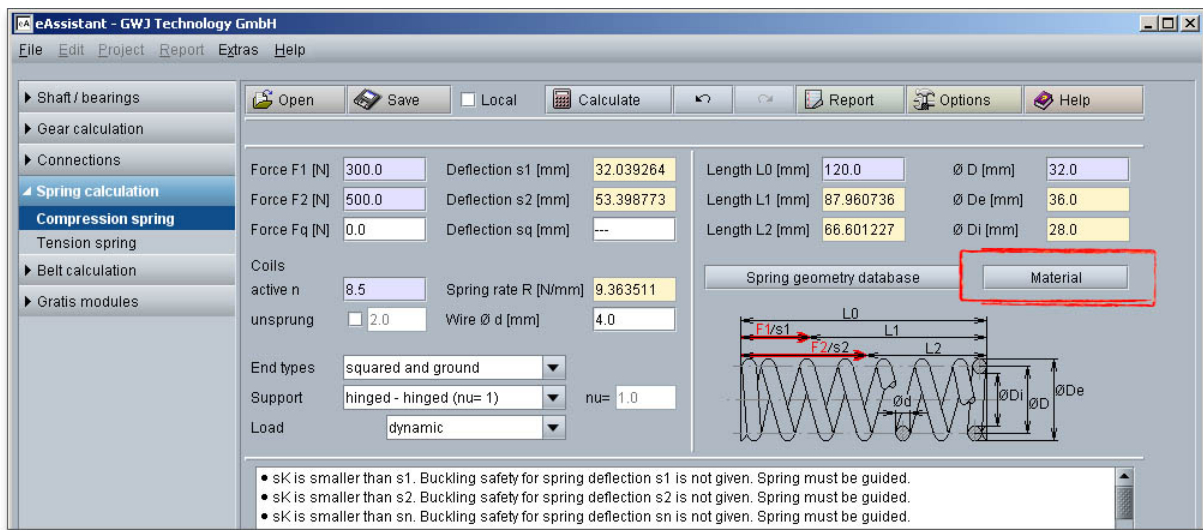 eAssistant - GWJ Technology GmbH
File Edit Project Report Extras Help
Shaft / bearings
Gear calculation
Connections
Spring calculation
Compression spring
Tension spring
Belt calculation
Gratis modules
Open Save Local Calculate Report Options Help
Force F1 [N] 300.0 Deflection s1 [mm] 32.039264 Length L0 [mm] 120.0 Ø D [mm] 32.0
Force F2 [N] 500.0 Deflection s2 [mm] 53.398773 Length L1 [mm] 87.960736 Ø De [mm] 36.0
Force Fq [N] 0.0 Deflection sq [mm] --- Length L2 [mm] 66.601227 Ø Di [mm] 28.0
Coils
active n 8.5 Spring rate R [N/mm] 9.363511
unsprung 2.0 Wire Ø d [mm] 4.0
End types squared and ground
Support hinged - hinged (nu= 1) nu= 1.0
Load dynamic
Spring geometry database Material
L0
F1/s1 L1
F2/s2 L2
Ød ØDi ØD ØDe
• sK is smaller than s1. Buckling safety for spring deflection s1 is not given. Spring must be guided.
• sK is smaller than s2. Buckling safety for spring deflection s2 is not given. Spring must be guided.
• sK is smaller than sn. Buckling safety for spring deflection sn is not given. Spring must be guided.